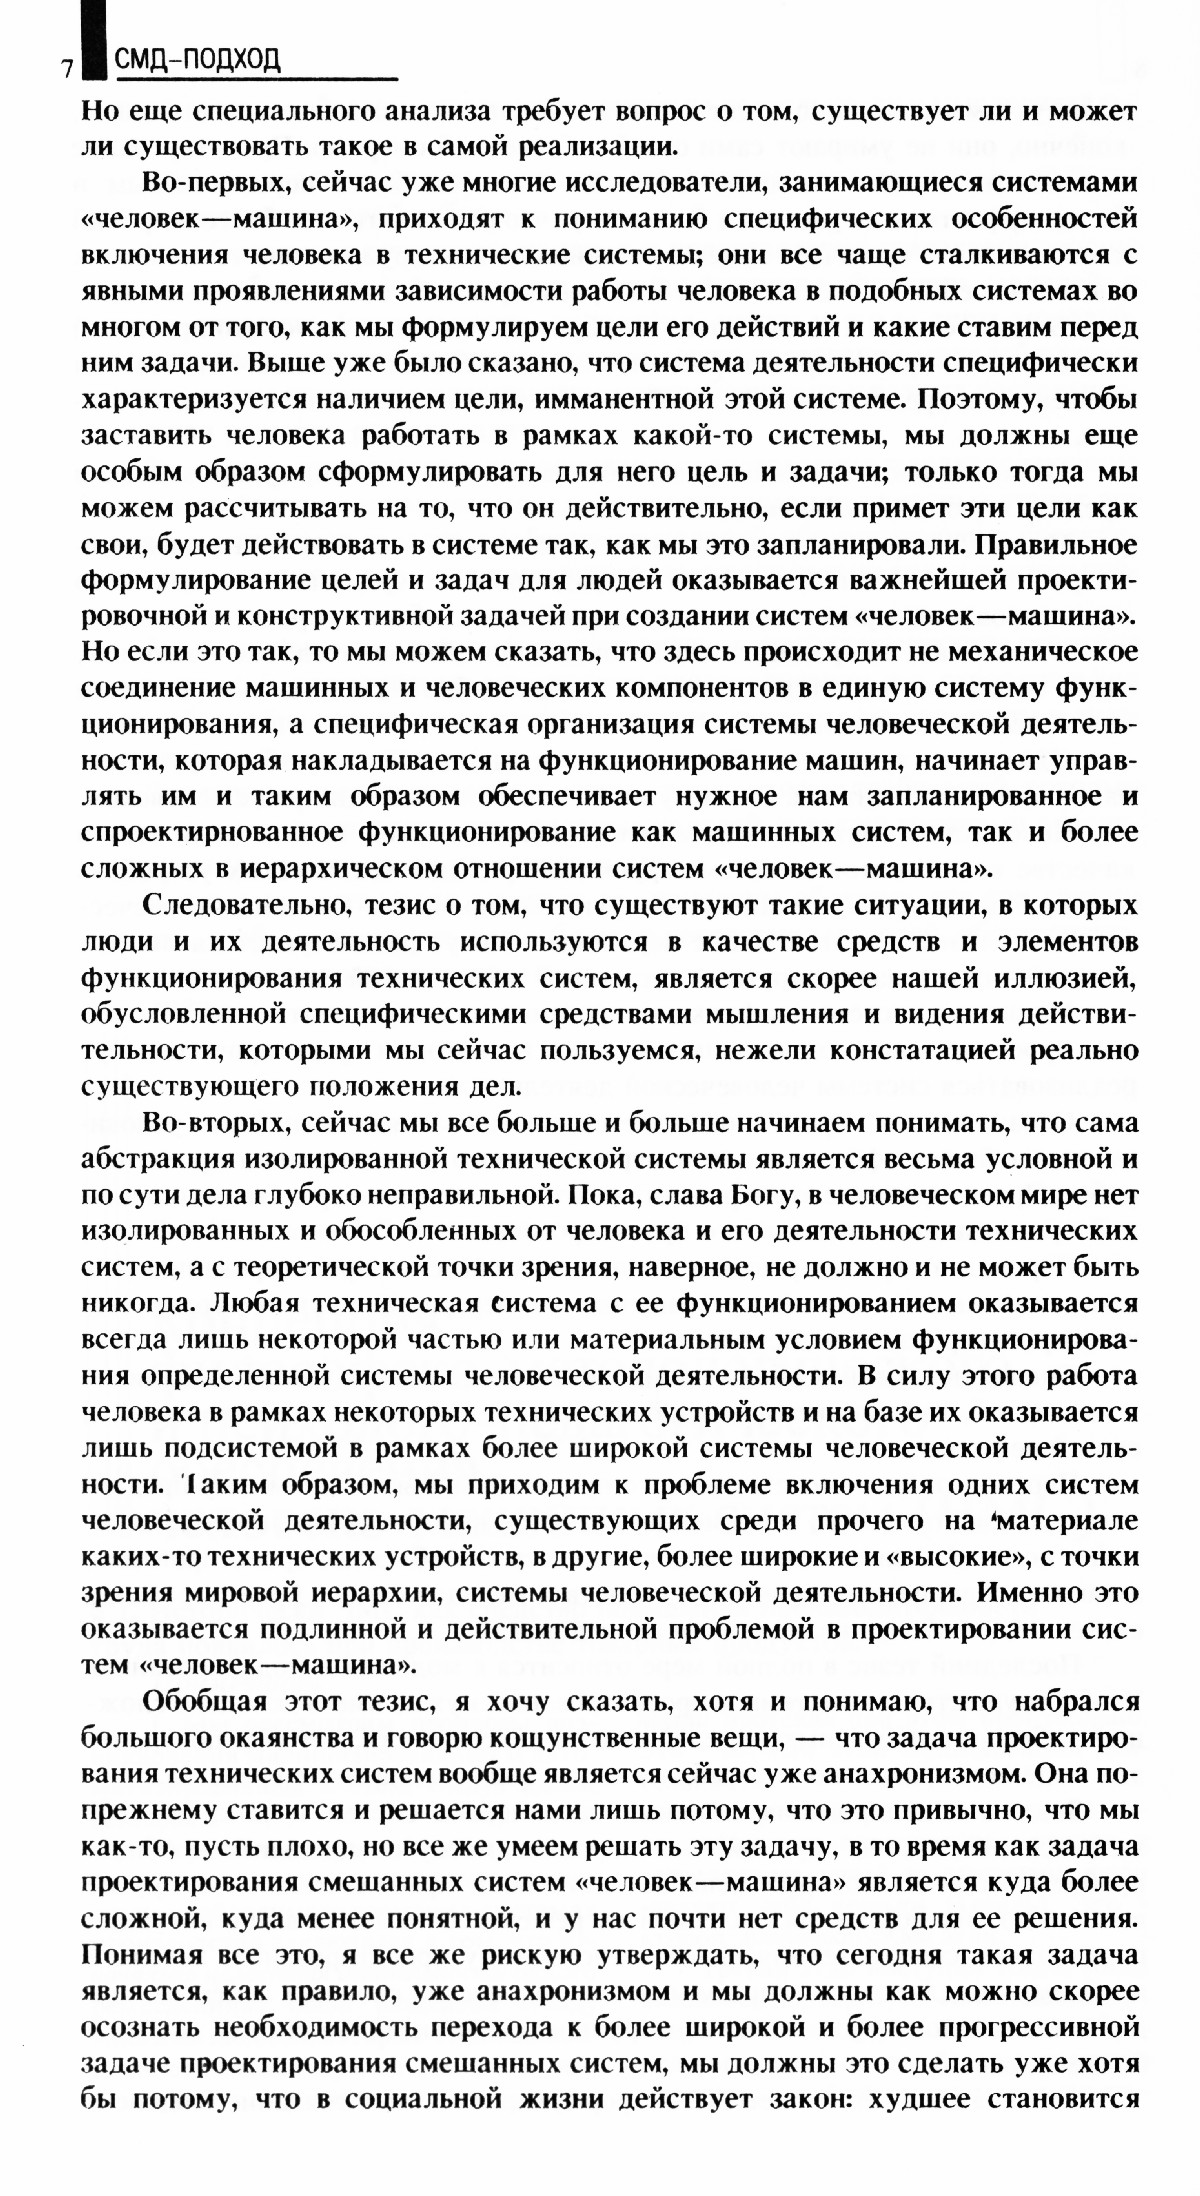 7 СМД-ПОДХОД
Но еще специального анализа требует вопрос о том, существует ли и может
ли существовать такое в самой реализации.
Во-первых, сейчас уже многие исследователи, занимающиеся системами
«человек—машина», приходят к пониманию специфических особенностей
включения человека в технические системы; они все чаще сталкиваются с
явными проявлениями зависимости работы человека в подобных системах во
многом от того, как мы формулируем цели его действий и какие ставим перед
ним задачи. Выше уже было сказано, что система деятельности специфически
характеризуется наличием цели, имманентной этой системе. Поэтому, чтобы
заставить человека работать в рамках какой-то системы, мы должны еще
особым образом сформулировать для него цель и задачи; только тогда мы
можем рассчитывать на то, что он действительно, если примет эти цели как
свои, будет действовать в системе так, как мы это запланировали. Правильное
формулирование целей и задач для людей оказывается важнейшей проекти-
ровочной и конструктивной задачей при создании систем «человек—машина».
Но если это так, то мы можем сказать, что здесь происходит не механическое
соединение машинных и человеческих компонентов в единую систему функ-
ционирования, а специфическая организация системы человеческой деятель-
ности, которая накладывается на функционирование машин, начинает управ-
лять им и таким образом обеспечивает нужное нам запланированное и
спроектирнованное функционирование как машинных систем, так и более
сложных в иерархическом отношении систем «человек—машина».
Следовательно, тезис о том, что существуют такие ситуации, в которых
люди и их деятельность используются в качестве средств и элементов
функционирования технических систем, является скорее нашей иллюзией,
обусловленной специфическими средствами мышления и видения действи-
тельности, которыми мы сейчас пользуемся, нежели констатацией реально
существующего положения дел.
Во-вторых, сейчас мы все больше и больше начинаем понимать, что сама
абстракция изолированной технической системы является весьма условной и
по сути дела глубоко неправильной. Пока, слава Богу, в человеческом мире нет
изолированных и обособленных от человека и его деятельности технических
систем, а с теоретической точки зрения, наверное, не должно и не может быть
никогда. Любая техническая система с ее функционированием оказывается
всегда лишь некоторой частью или материальным условием функционирова-
ния определенной системы человеческой деятельности. В силу этого работа
человека в рамках некоторых технических устройств и на базе их оказывается
лишь подсистемой в рамках более широкой системы человеческой деятель-
ности. Таким образом, мы приходим к проблеме включения одних систем
человеческой деятельности, существующих среди прочего на материале
каких-то технических устройств, в другие, более широкие и «высокие», с точки
зрения мировой иерархии, системы человеческой деятельности. Именно это
оказывается подлинной и действительной проблемой в проектировании сис-
тем «человек—машина».
Обобщая этот тезис, я хочу сказать, хотя и понимаю, что набрался
большого окаянства и говорю кощунственные вещи, — что задача проектиро-
вания технических систем вообще является сейчас уже анахронизмом. Она по-
прежнему ставится и решается нами лишь потому, что это привычно, что мы
как-то, пусть плохо, но все же умеем решать эту задачу, в то время как задача
проектирования смешанных систем «человек—машина» является куда более
сложной, куда менее понятной, и у нас почти нет средств для ее решения.
Понимая все это, я все же рискую утверждать, что сегодня такая задача
является, как правило, уже анахронизмом и мы должны как можно скорее
осознать необходимость перехода к более широкой и более прогрессивной
задаче проектирования смешанных систем, мы должны это сделать уже хотя
бы потому, что в социальной жизни действует закон: худшее становится